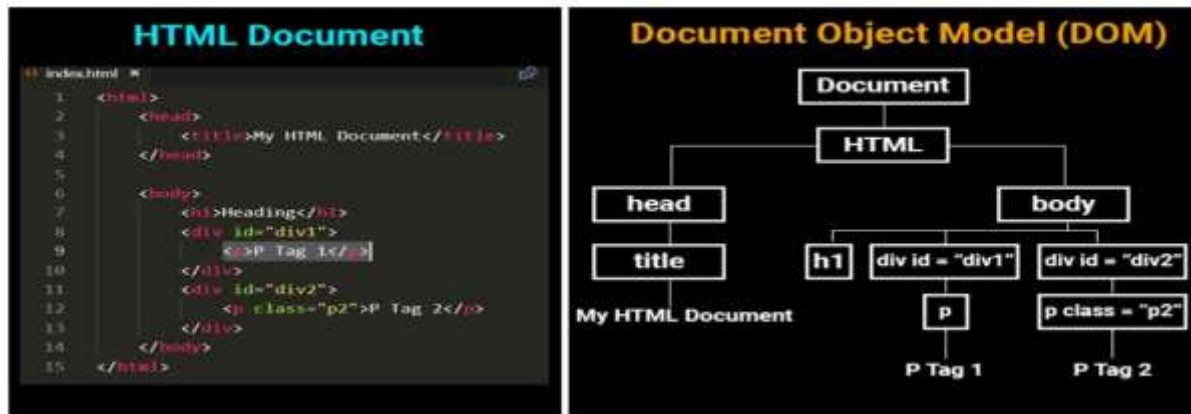 HTML Document
index.html
1 <html>
2 <head>
3 <title>My HTML Document</title>
4 </head>
5
6 <body>
7 <h1>Heading</h1>
8 <div id="div1">
9 <p>P Tag 1</p>
10 </div>
11 <div id="div2">
12 <p class="p2">P Tag 2</p>
13 </div>
14 </body>
15 </html>
Document Object Model (DOM)
Document
HTML
head body
title h1 div id = "div1" div id = "div2"
My HTML Document p p class = "p2"
P Tag 1 P Tag 2